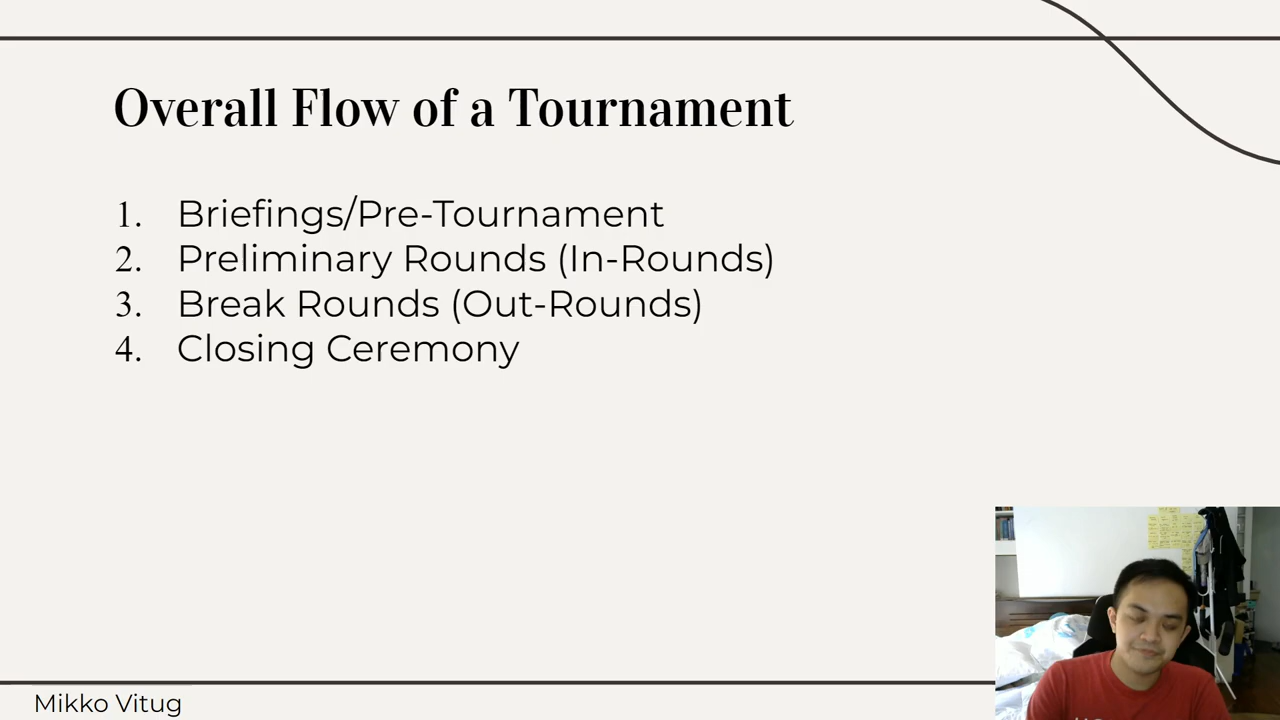 Overall Flow of a Tournament
1. Briefings/Pre-Tournament
2. Preliminary Rounds (In-Rounds)
3. Break Rounds (Out-Rounds)
4. Closing Ceremony
Mikko Vitug